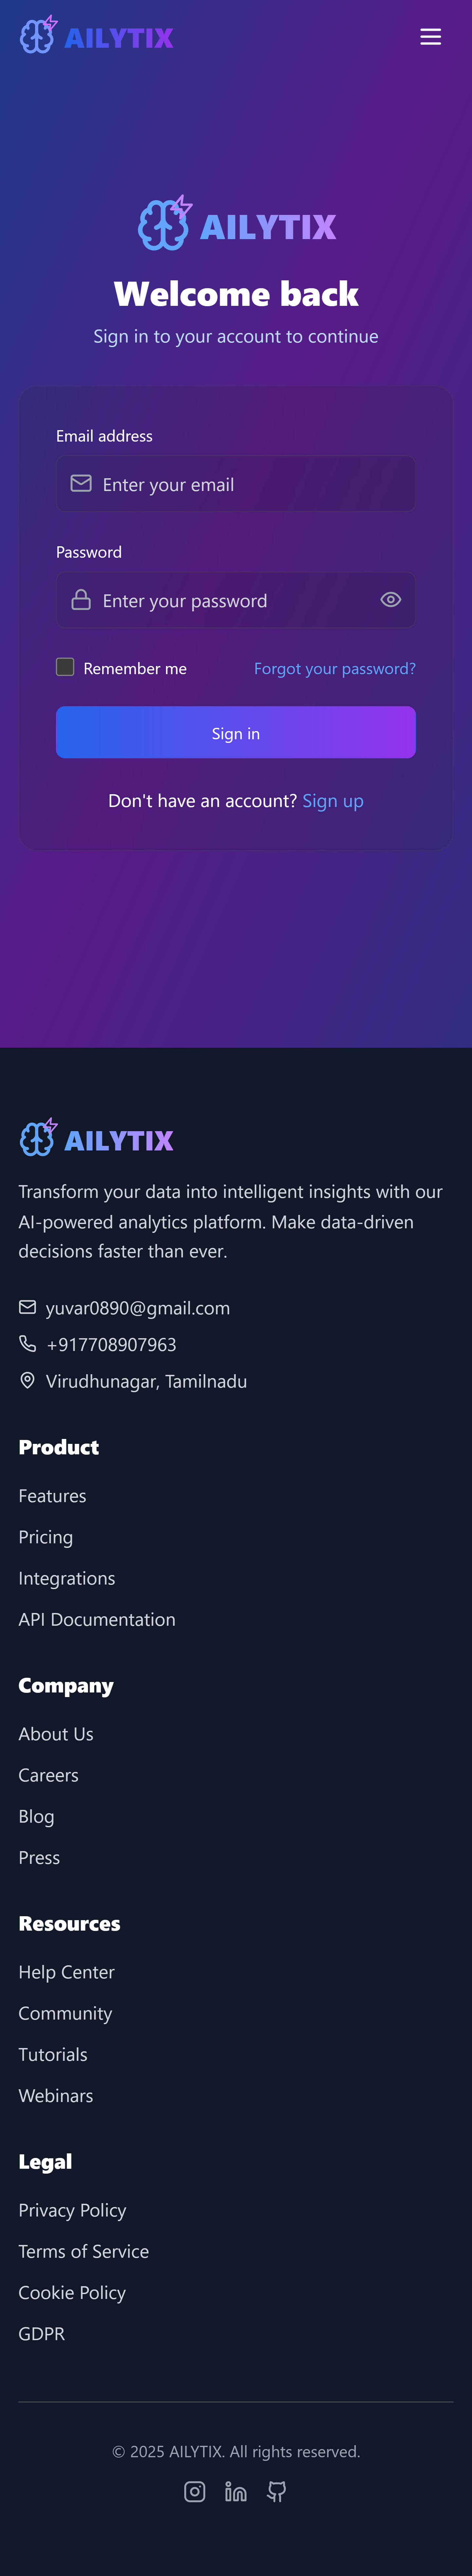 AILYTIX
AILYTIX
Welcome back
Sign in to your account to continue
Email address
Enter your email
Password
Enter your password
Remember me
Forgot your password?
Sign in
Don't have an account? Sign up
AILYTIX
Transform your data into intelligent insights with our
AI-powered analytics platform. Make data-driven
decisions faster than ever.
yuvar0890@gmail.com
+917708907963
Virudhunagar, Tamilnadu
Product
Features
Pricing
Integrations
API Documentation
Company
About Us
Careers
Blog
Press
Resources
Help Center
Community
Tutorials
Webinars
Legal
Privacy Policy
Terms of Service
Cookie Policy
GDPR
© 2025 AILYTIX. All rights reserved.